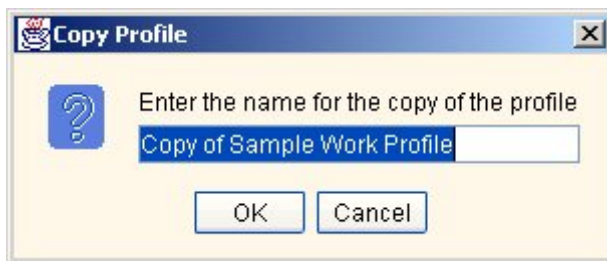 Copy Profile
Enter the name for the copy of the profile
Copy of Sample Work Profile
OK Cancel